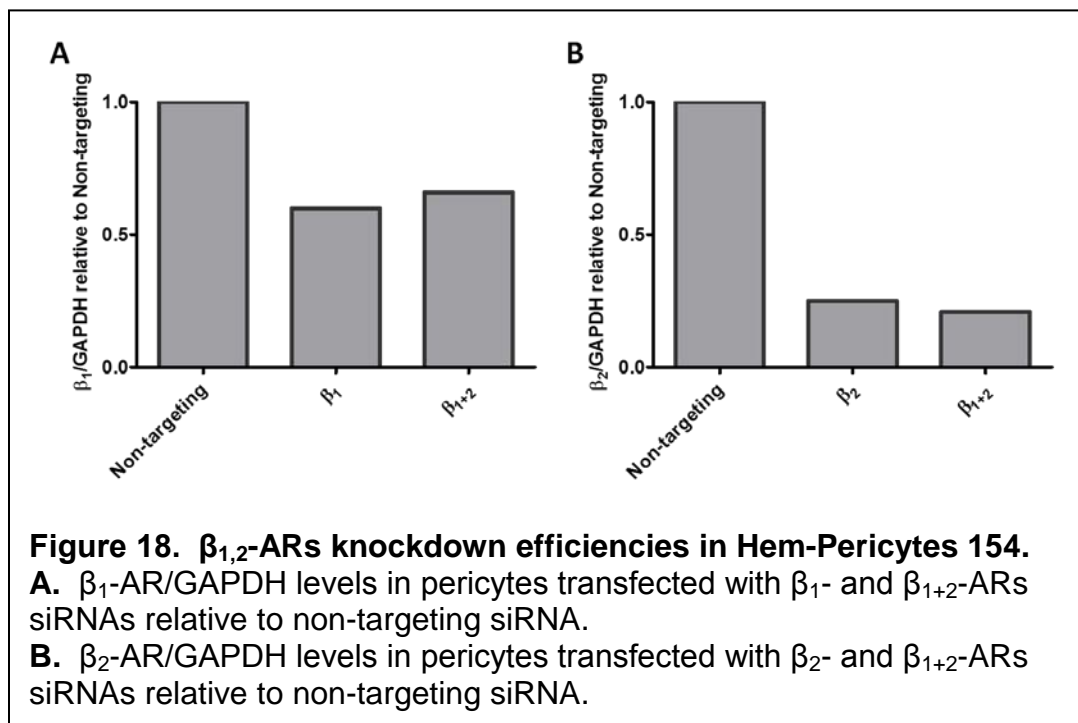 A
B
β₁/GAPDH relative to Non-targeting
1.0
0.5
0.0
Non-targeting
β₁
β₁₊₂
β₂/GAPDH relative to Non-targeting
1.0
0.5
0.0
Non-targeting
β₂
β₁₊₂
Figure 18. β₁,₂-ARs knockdown efficiencies in Hem-Pericytes 154.
A. β₁-AR/GAPDH levels in pericytes transfected with β₁- and β₁₊₂-ARs
siRNAs relative to non-targeting siRNA.
B. β₂-AR/GAPDH levels in pericytes transfected with β₂- and β₁₊₂-ARs
siRNAs relative to non-targeting siRNA.